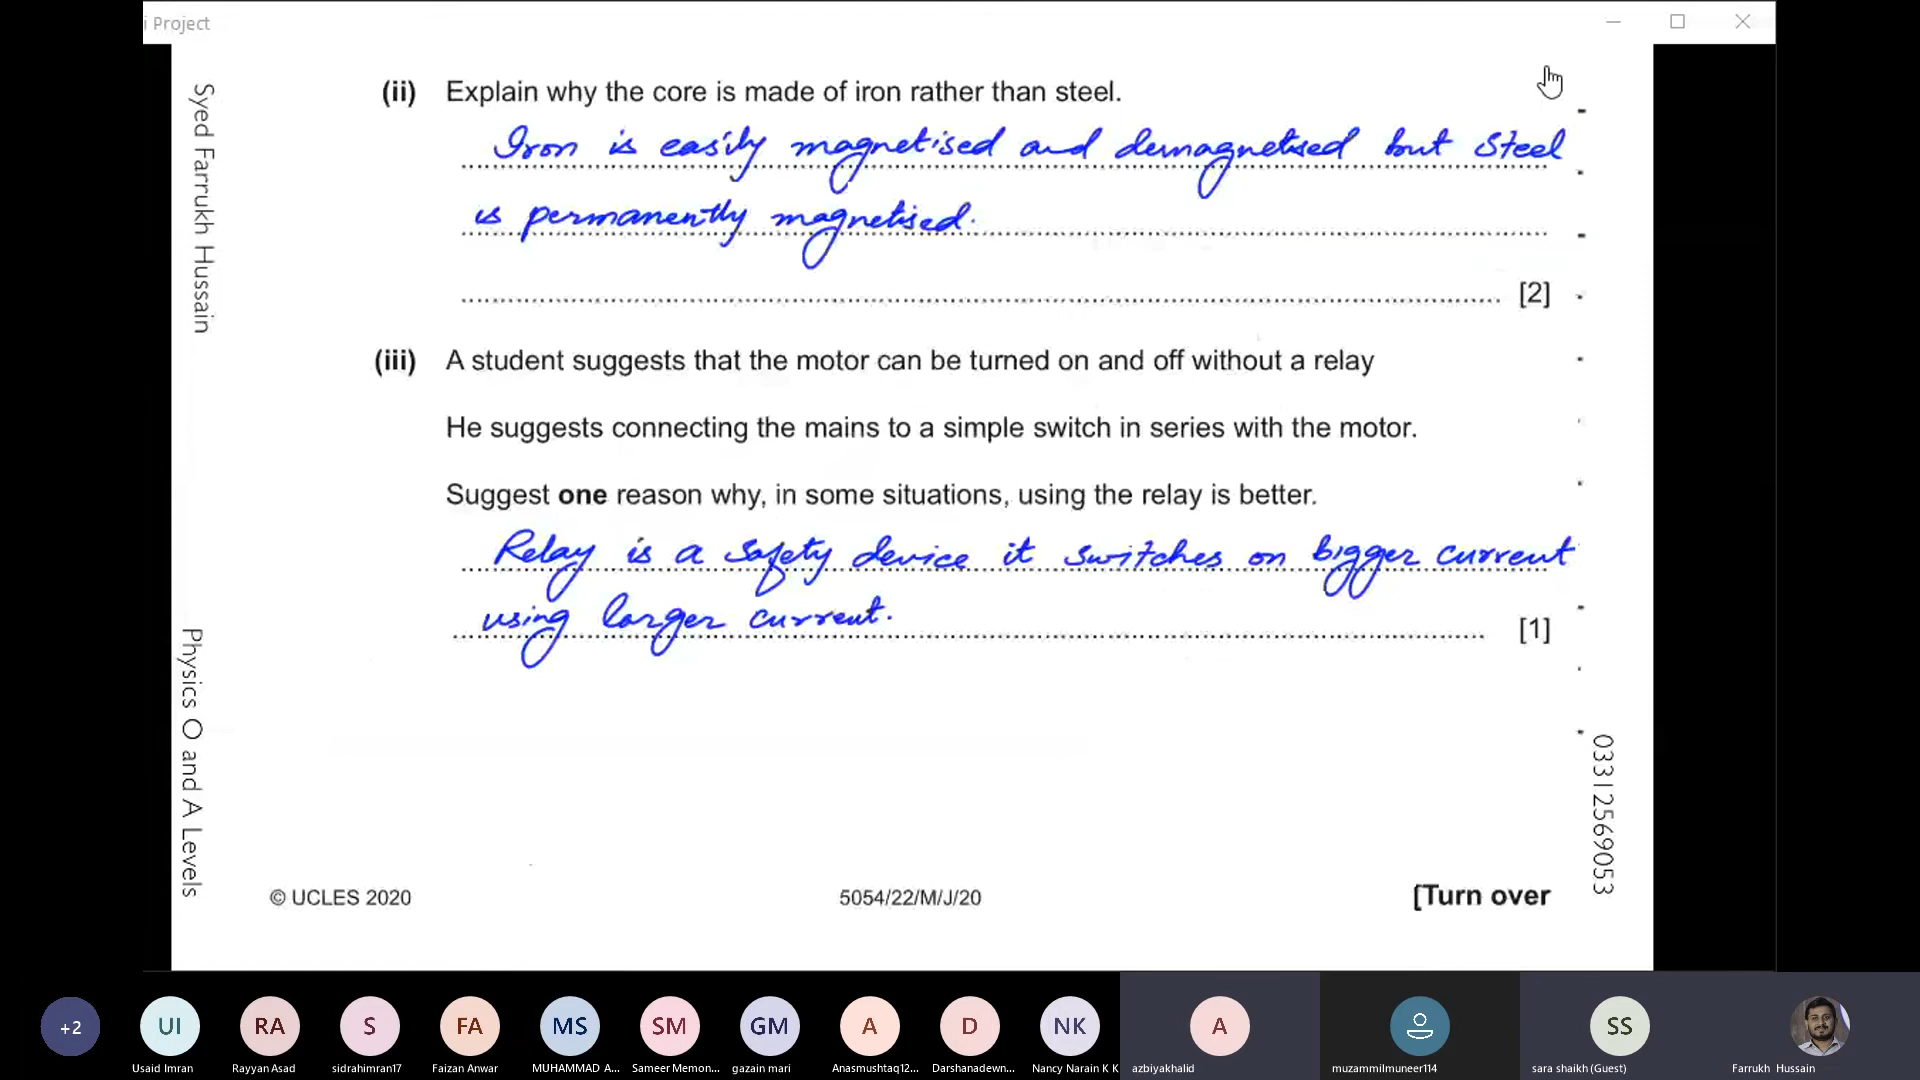 i Project
(ii) Explain why the core is made of iron rather than steel.
Iron is easily magnetised and demagnetised but steel
is permanently magnetised.
[2]
(iii) A student suggests that the motor can be turned on and off without a relay
He suggests connecting the mains to a simple switch in series with the motor.
Suggest one reason why, in some situations, using the relay is better.
Relay is a safety device it switches on bigger current
using larger current.
[1]
© UCLES 2020
5054/22/M/J/20
[Turn over
Syed Farrukh Hussain
Physics O and A Levels
03312569053
+2
UI
RA
S
FA
MS
SM
GM
A
D
NK
A
SS
Usaid Imran
Rayyan Asad
sidrahimran17
Faizan Anwar
MUHAMMAD A...
Sameer Memon...
gazain mari
Anasmushtaq12...
Darshanadewn...
Nancy Narain K K
azbiyakhalid
muzammilmuneer114
sara shaikh (Guest)
Farrukh Hussain